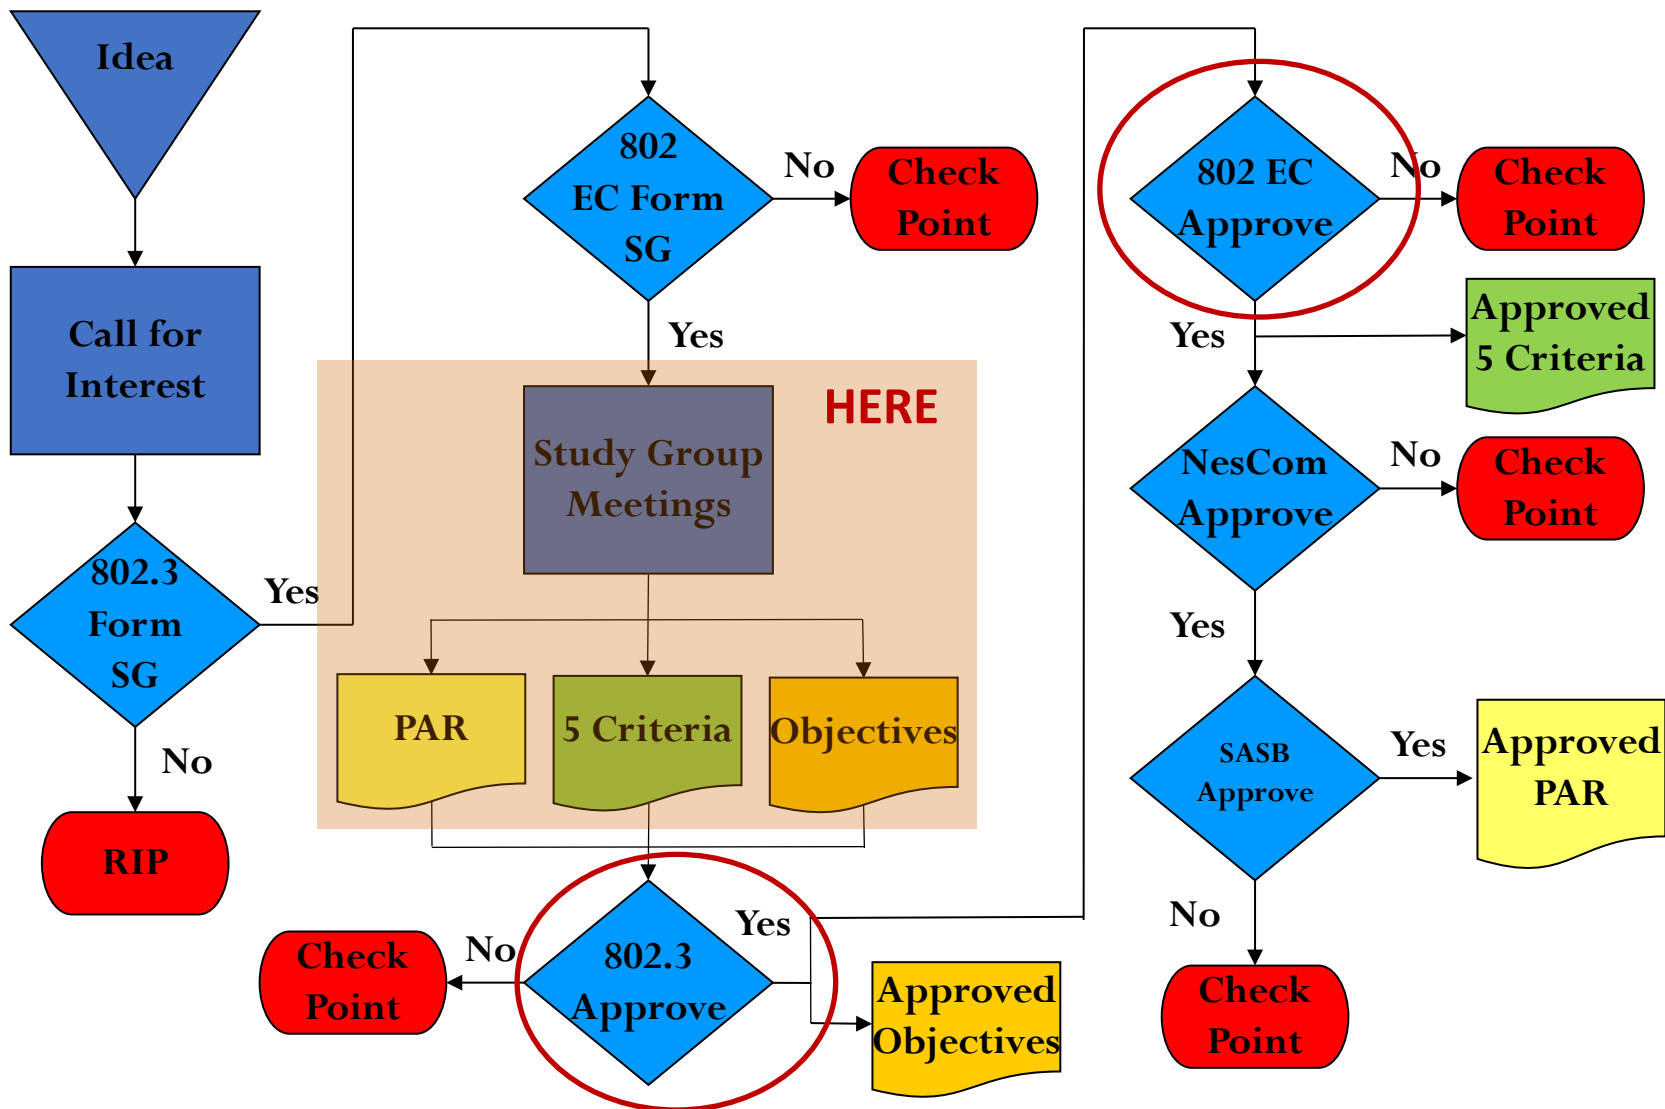 Idea
Call for
Interest
802.3
Form
SG
Yes
No
RIP
802
EC Form
SG
No
Check
Point
Yes
HERE
Study Group
Meetings
PAR
5 Criteria
Objectives
802.3
Approve
No
Check
Point
Yes
Approved
Objectives
802 EC
Approve
No
Check
Point
Yes
Approved
5 Criteria
NesCom
Approve
No
Check
Point
Yes
SASB
Approve
Yes
Approved
PAR
No
Check
Point